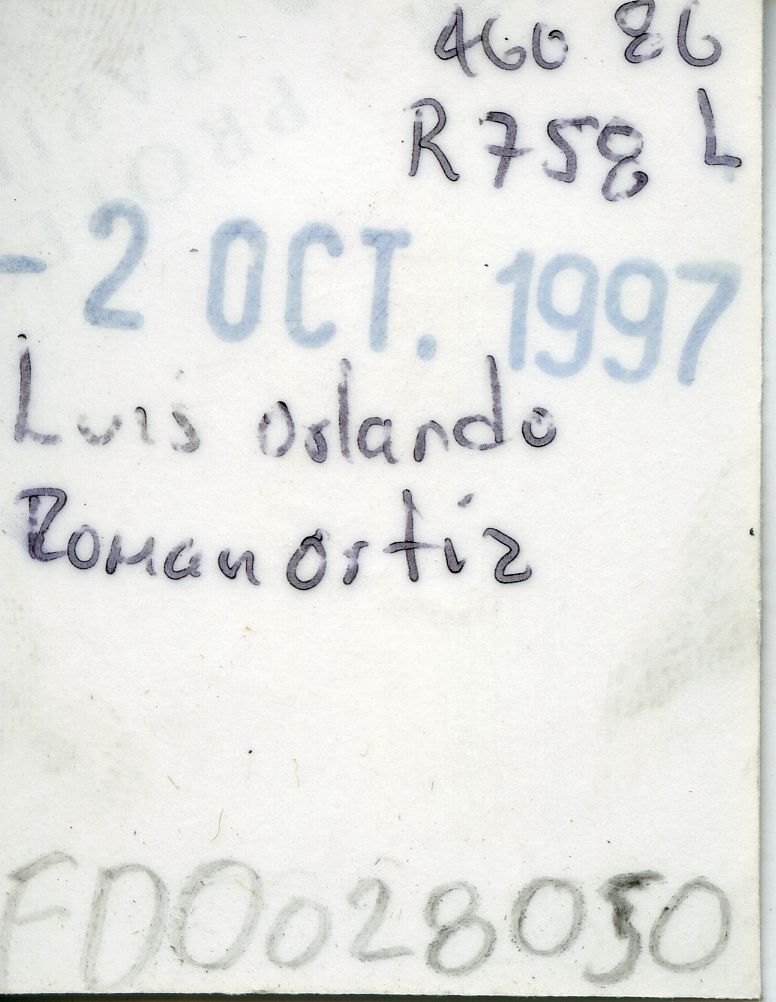 460 86
R758 L
- 2 OCT. 1997
Luis Orlando
Roman Ortiz
FD0028050